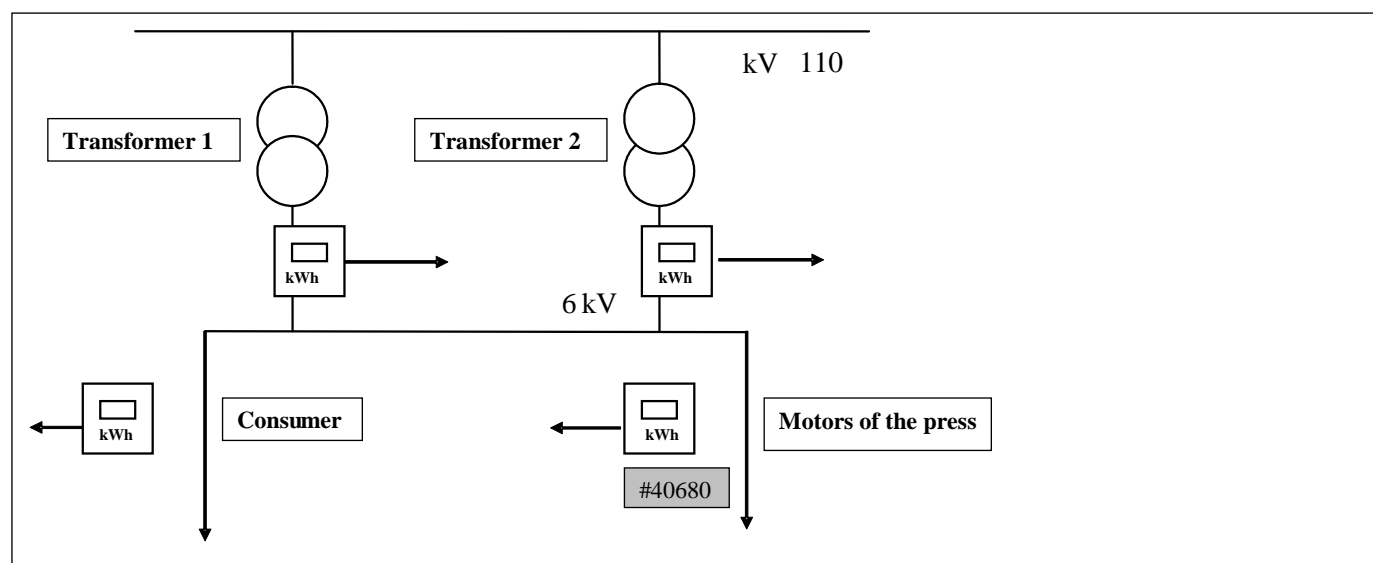 kV 110
Transformer 1
Transformer 2
kWh
kWh
6 kV
kWh
Consumer
kWh
Motors of the press
#40680